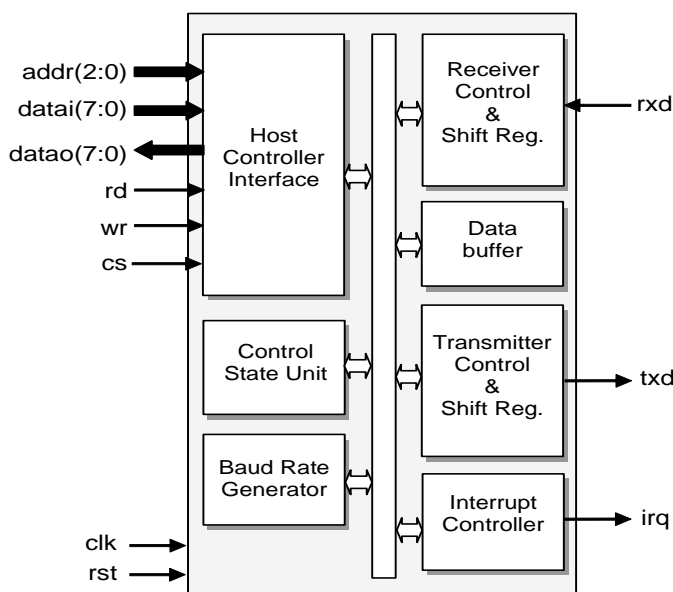 addr(2:0)
datai(7:0)
datao(7:0)
rd
wr
cs
Host
Controller
Interface
Control
State Unit
Baud Rate
Generator
clk
rst
Receiver
Control
&
Shift Reg.
rxd
Data
buffer
Transmitter
Control
&
Shift Reg.
txd
Interrupt
Controller
irq